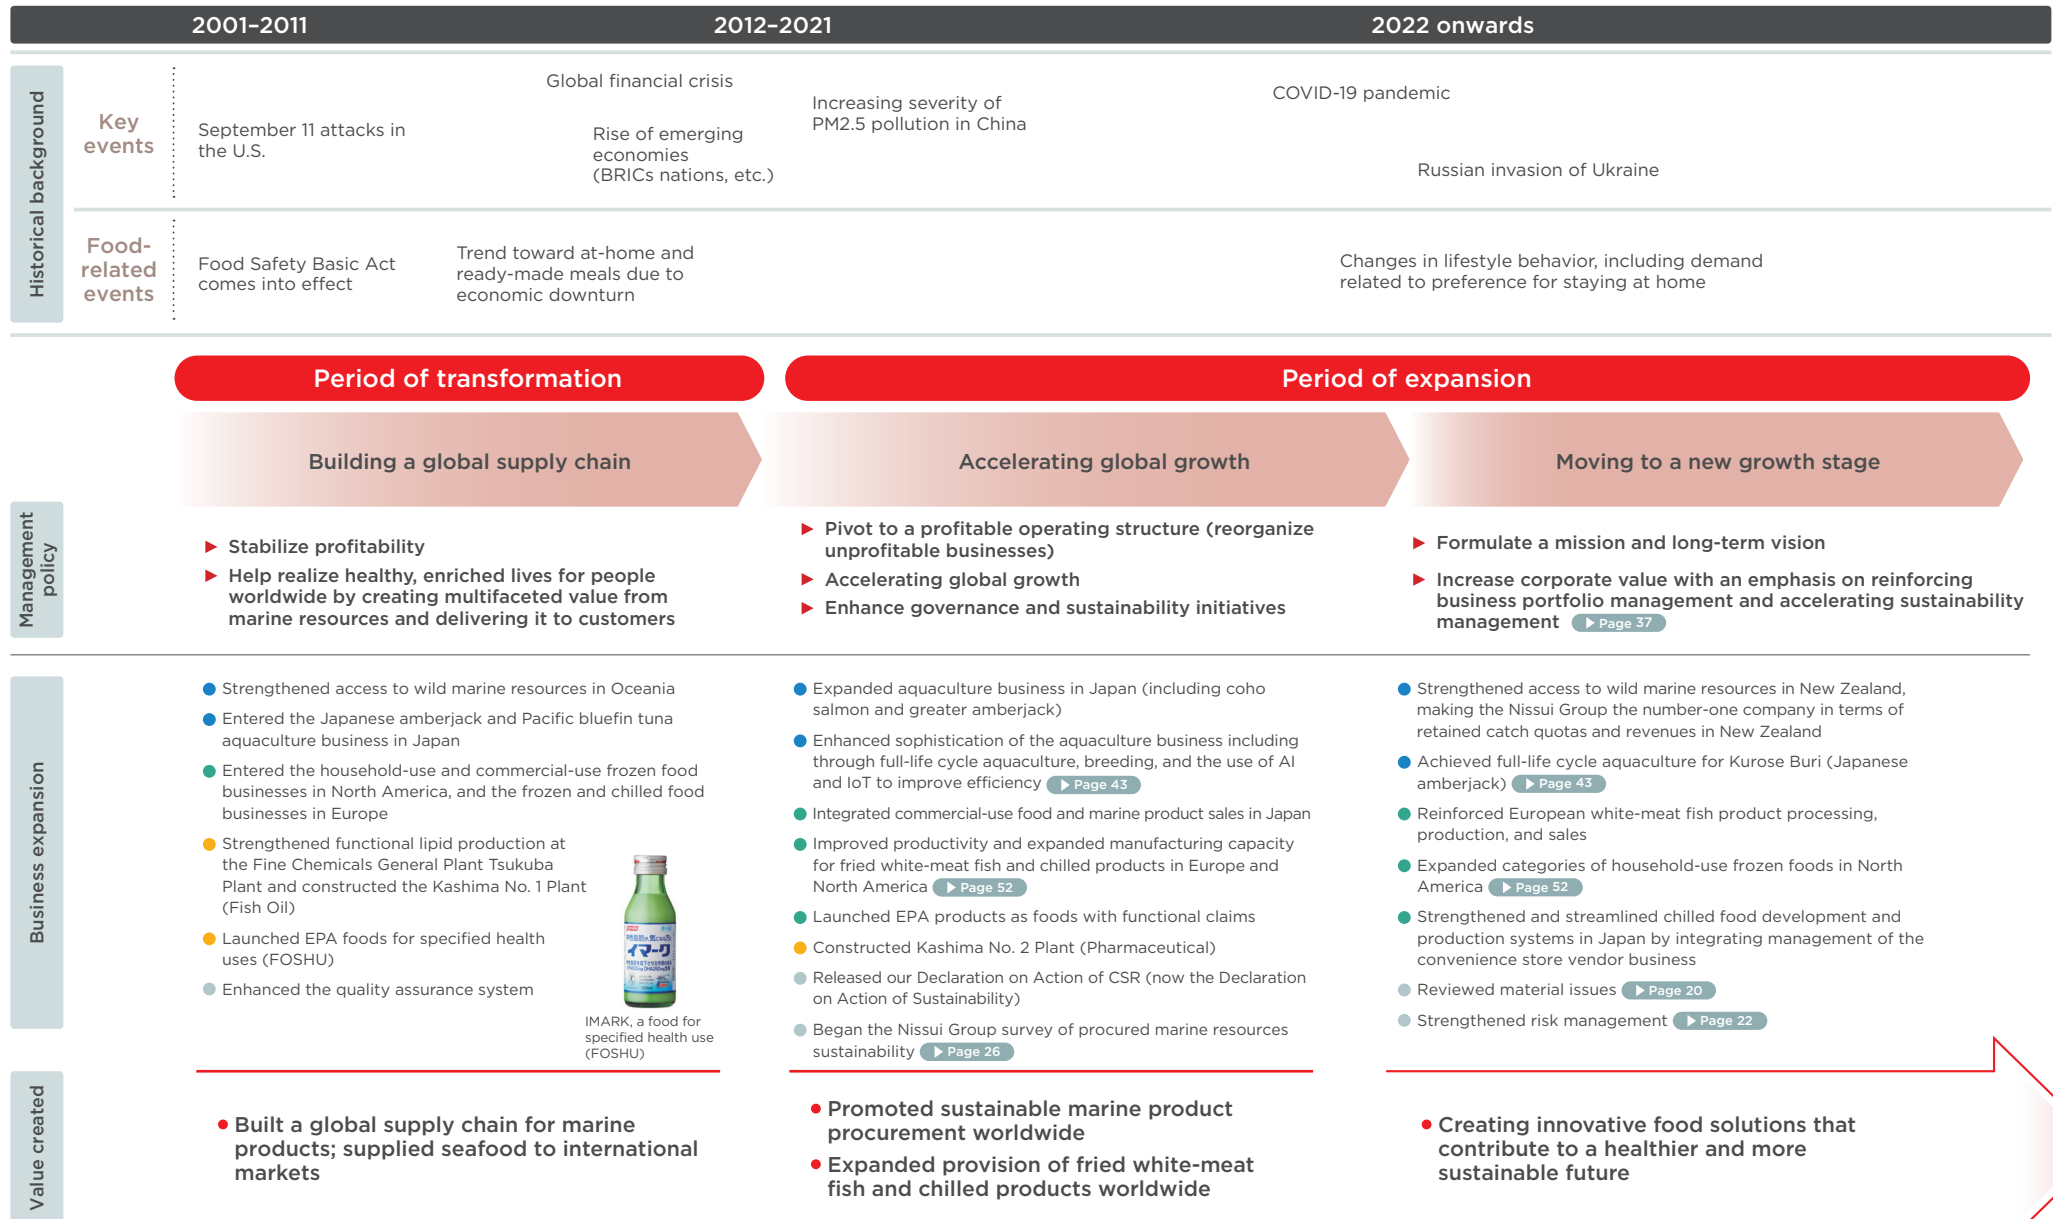 2001–2011
2012–2021
2022 onwards
Historical background
Key
events
September 11 attacks in
the U.S.
Global financial crisis
Rise of emerging
economies
(BRICs nations, etc.)
Increasing severity of
PM2.5 pollution in China
COVID-19 pandemic
Russian invasion of Ukraine
Food-
related
events
Food Safety Basic Act
comes into effect
Trend toward at-home and
ready-made meals due to
economic downturn
Changes in lifestyle behavior, including demand
related to preference for staying at home
Period of transformation
Period of expansion
Building a global supply chain
Accelerating global growth
Moving to a new growth stage
Management
policy
Stabilize profitability
Help realize healthy, enriched lives for people
worldwide by creating multifaceted value from
marine resources and delivering it to customers
Pivot to a profitable operating structure (reorganize
unprofitable businesses)
Accelerating global growth
Enhance governance and sustainability initiatives
Formulate a mission and long-term vision
Increase corporate value with an emphasis on reinforcing
business portfolio management and accelerating sustainability
management Page 37
Business expansion
Strengthened access to wild marine resources in Oceania
Entered the Japanese amberjack and Pacific bluefin tuna
aquaculture business in Japan
Entered the household-use and commercial-use frozen food
businesses in North America, and the frozen and chilled food
businesses in Europe
Strengthened functional lipid production at
the Fine Chemicals General Plant Tsukuba
Plant and constructed the Kashima No. 1 Plant
(Fish Oil)
Launched EPA foods for specified health
uses (FOSHU)
Enhanced the quality assurance system
イマーク
IMARK, a food for
specified health use
(FOSHU)
Expanded aquaculture business in Japan (including coho
salmon and greater amberjack)
Enhanced sophistication of the aquaculture business including
through full-life cycle aquaculture, breeding, and the use of AI
and IoT to improve efficiency Page 43
Integrated commercial-use food and marine product sales in Japan
Improved productivity and expanded manufacturing capacity
for fried white-meat fish and chilled products in Europe and
North America Page 52
Launched EPA products as foods with functional claims
Constructed Kashima No. 2 Plant (Pharmaceutical)
Released our Declaration on Action of CSR (now the Declaration
on Action of Sustainability)
Began the Nissui Group survey of procured marine resources
sustainability Page 26
Strengthened access to wild marine resources in New Zealand,
making the Nissui Group the number-one company in terms of
retained catch quotas and revenues in New Zealand
Achieved full-life cycle aquaculture for Kurose Buri (Japanese
amberjack) Page 43
Reinforced European white-meat fish product processing,
production, and sales
Expanded categories of household-use frozen foods in North
America Page 52
Strengthened and streamlined chilled food development and
production systems in Japan by integrating management of the
convenience store vendor business
Reviewed material issues Page 20
Strengthened risk management Page 22
Value created
Built a global supply chain for marine
products; supplied seafood to international
markets
Promoted sustainable marine product
procurement worldwide
Expanded provision of fried white-meat
fish and chilled products worldwide
Creating innovative food solutions that
contribute to a healthier and more
sustainable future